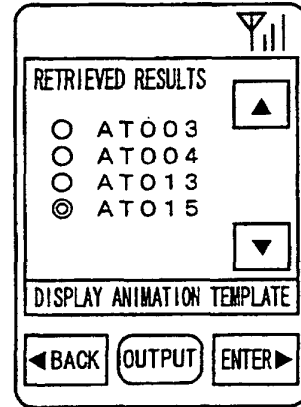 RETRIEVED RESULTS
AT003
AT004
AT013
AT015
DISPLAY ANIMATION TEMPLATE
◀BACK OUTPUT ENTER▶